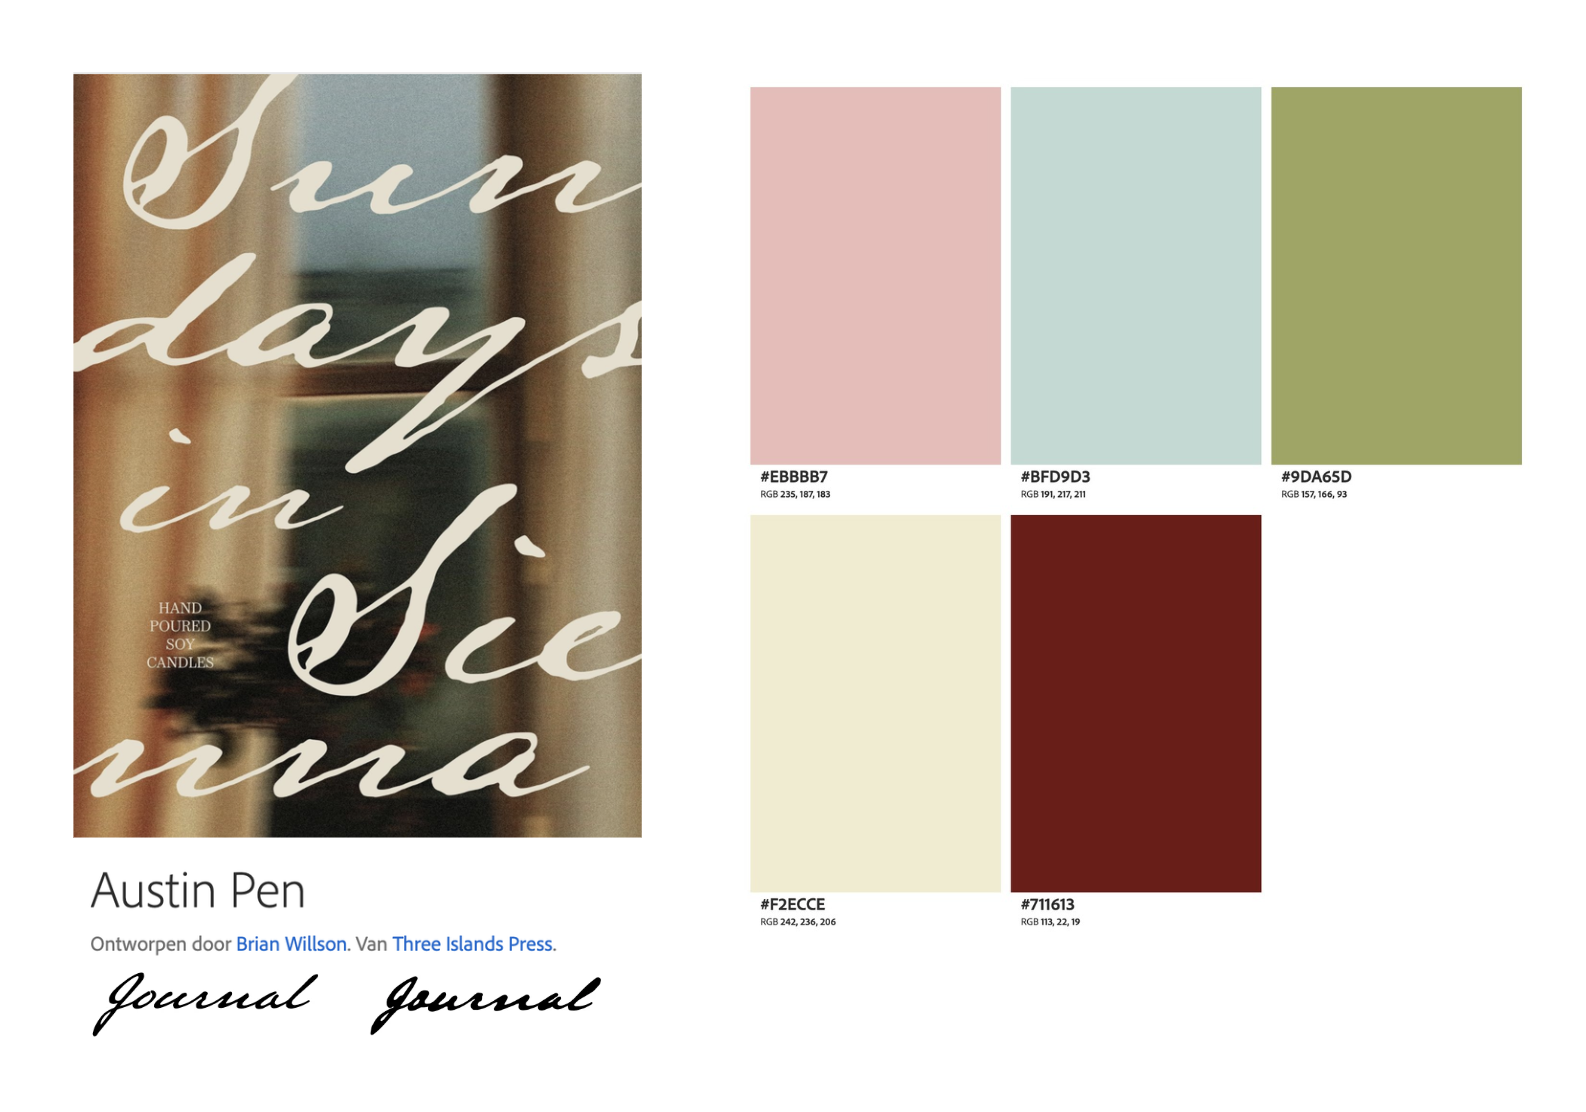 Sun
days
in
Sie
nna
HAND
POURED
SOY
CANDLES
Austin Pen
Ontworpen door Brian Willson. Van Three Islands Press.
Journal Journal
#EBBBB7 #BFD9D3 #9DA65D
RGB 235, 187, 183 RGB 191, 217, 211 RGB 157, 166, 93
#F2ECCE #711613
RGB 242, 236, 206 RGB 113, 22, 19